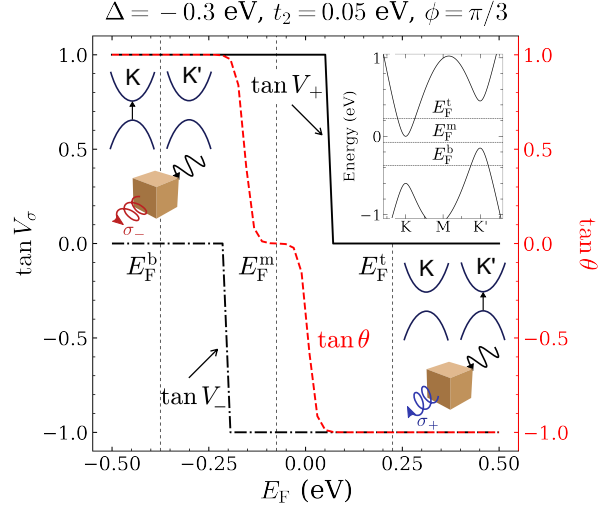 Δ = −0.3 eV, t₂ = 0.05 eV, ϕ = π/3
1.0
0.5
0.0
−0.5
−1.0
tan V_σ
K K'
σ₋
tan V₊
Energy (eV)
1
0
−1
E_F^t
E_F^m
E_F^b
K M K'
1.0
0.5
0.0
−0.5
−1.0
tan θ
E_F^b E_F^m E_F^t
K K'
tan θ
tan V₋
σ₊
−0.50 −0.25 0.00 0.25 0.50
E_F (eV)